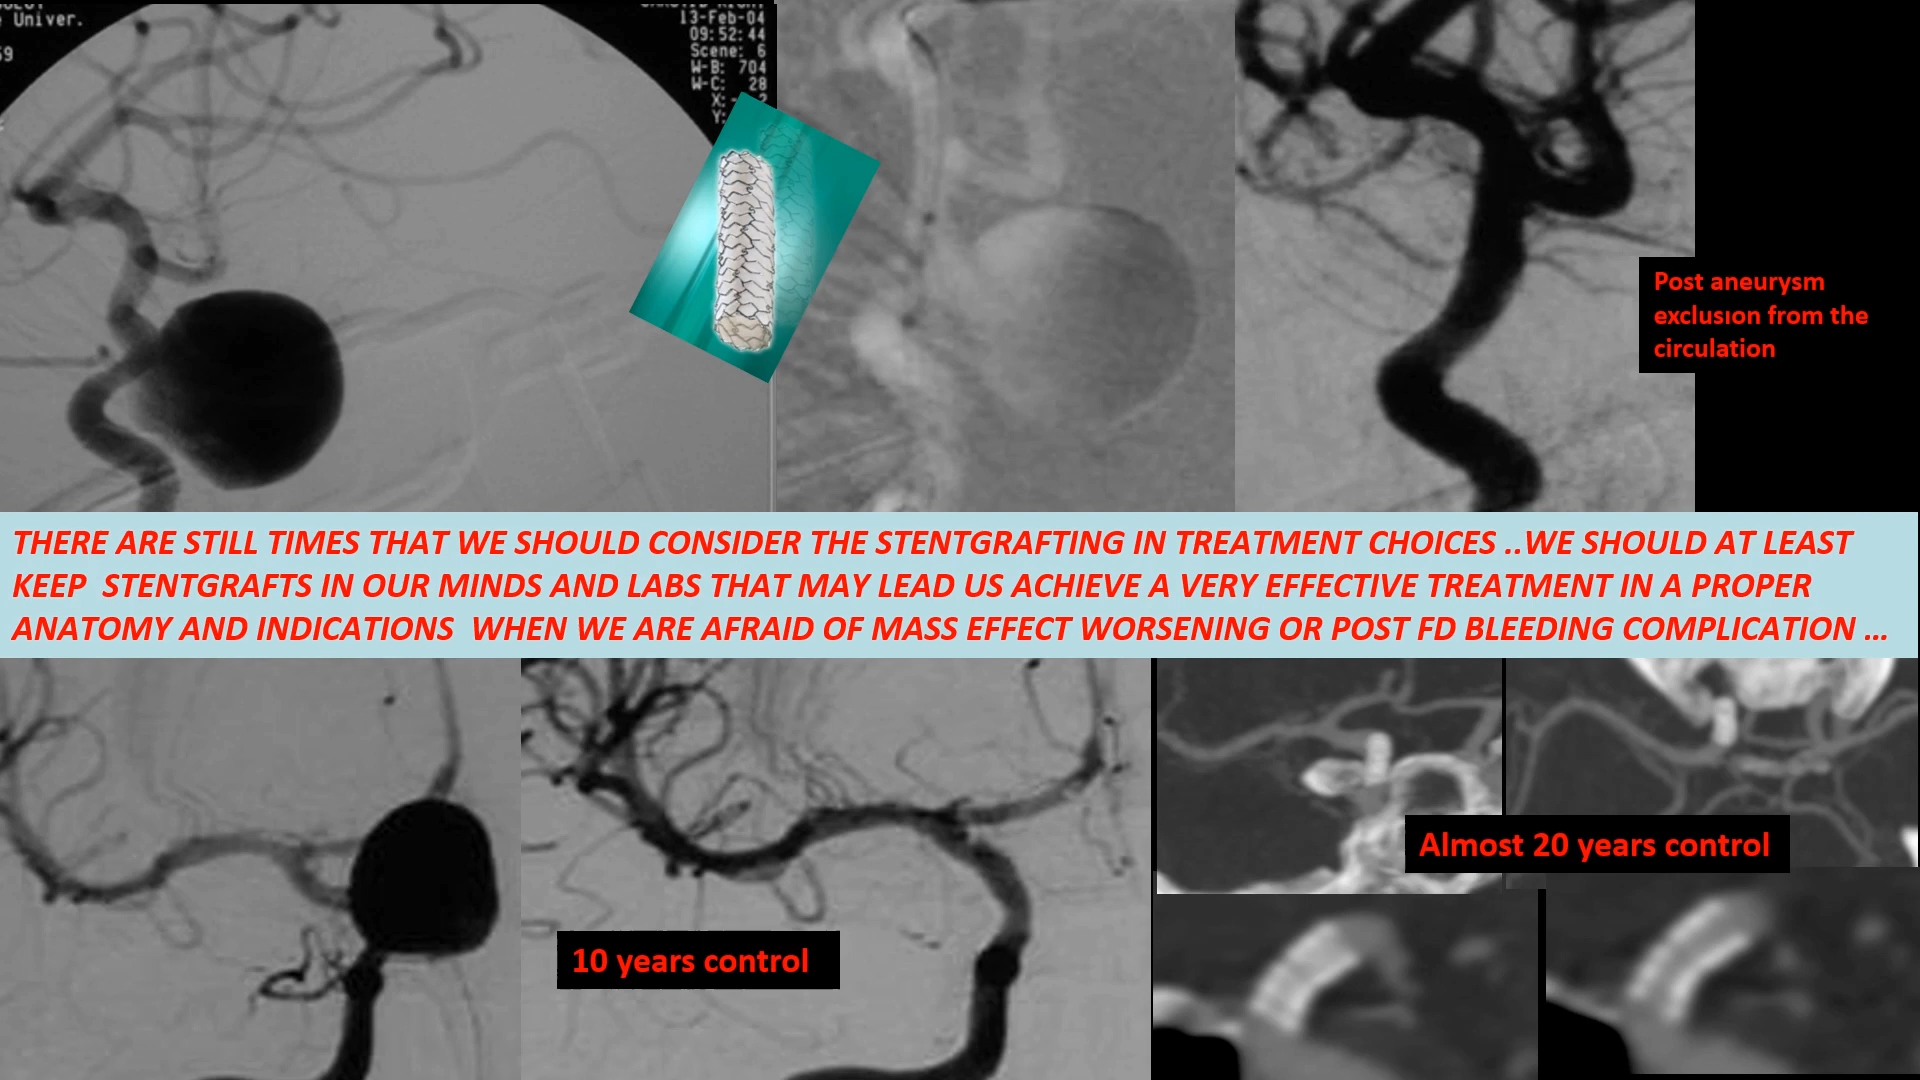 e Univer.
59
13-Feb-04
09:52:44
Scene: 6
W-B: 704
W-C: 28
X: - 2
Y:
Post aneurysm
exclusion from the
circulation
THERE ARE STILL TIMES THAT WE SHOULD CONSIDER THE STENTGRAFTING IN TREATMENT CHOICES ..WE SHOULD AT LEAST
KEEP STENTGRAFTS IN OUR MINDS AND LABS THAT MAY LEAD US ACHIEVE A VERY EFFECTIVE TREATMENT IN A PROPER
ANATOMY AND INDICATIONS WHEN WE ARE AFRAID OF MASS EFFECT WORSENING OR POST FD BLEEDING COMPLICATION ...
Almost 20 years control
10 years control